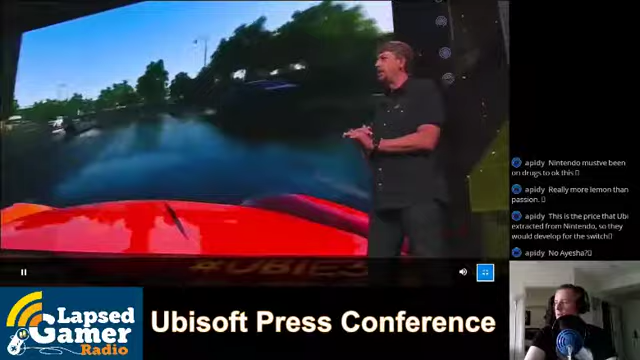 apidy Nintendo mustve been
on drugs to ok this
apidy Really more lemon than
passion.
apidy This is the price that Ubi
extracted from Nintendo, so they
would develop for the switch
apidy No Ayesha?
#UBIE3
Lapsed
Gamer
Radio
Ubisoft Press Conference